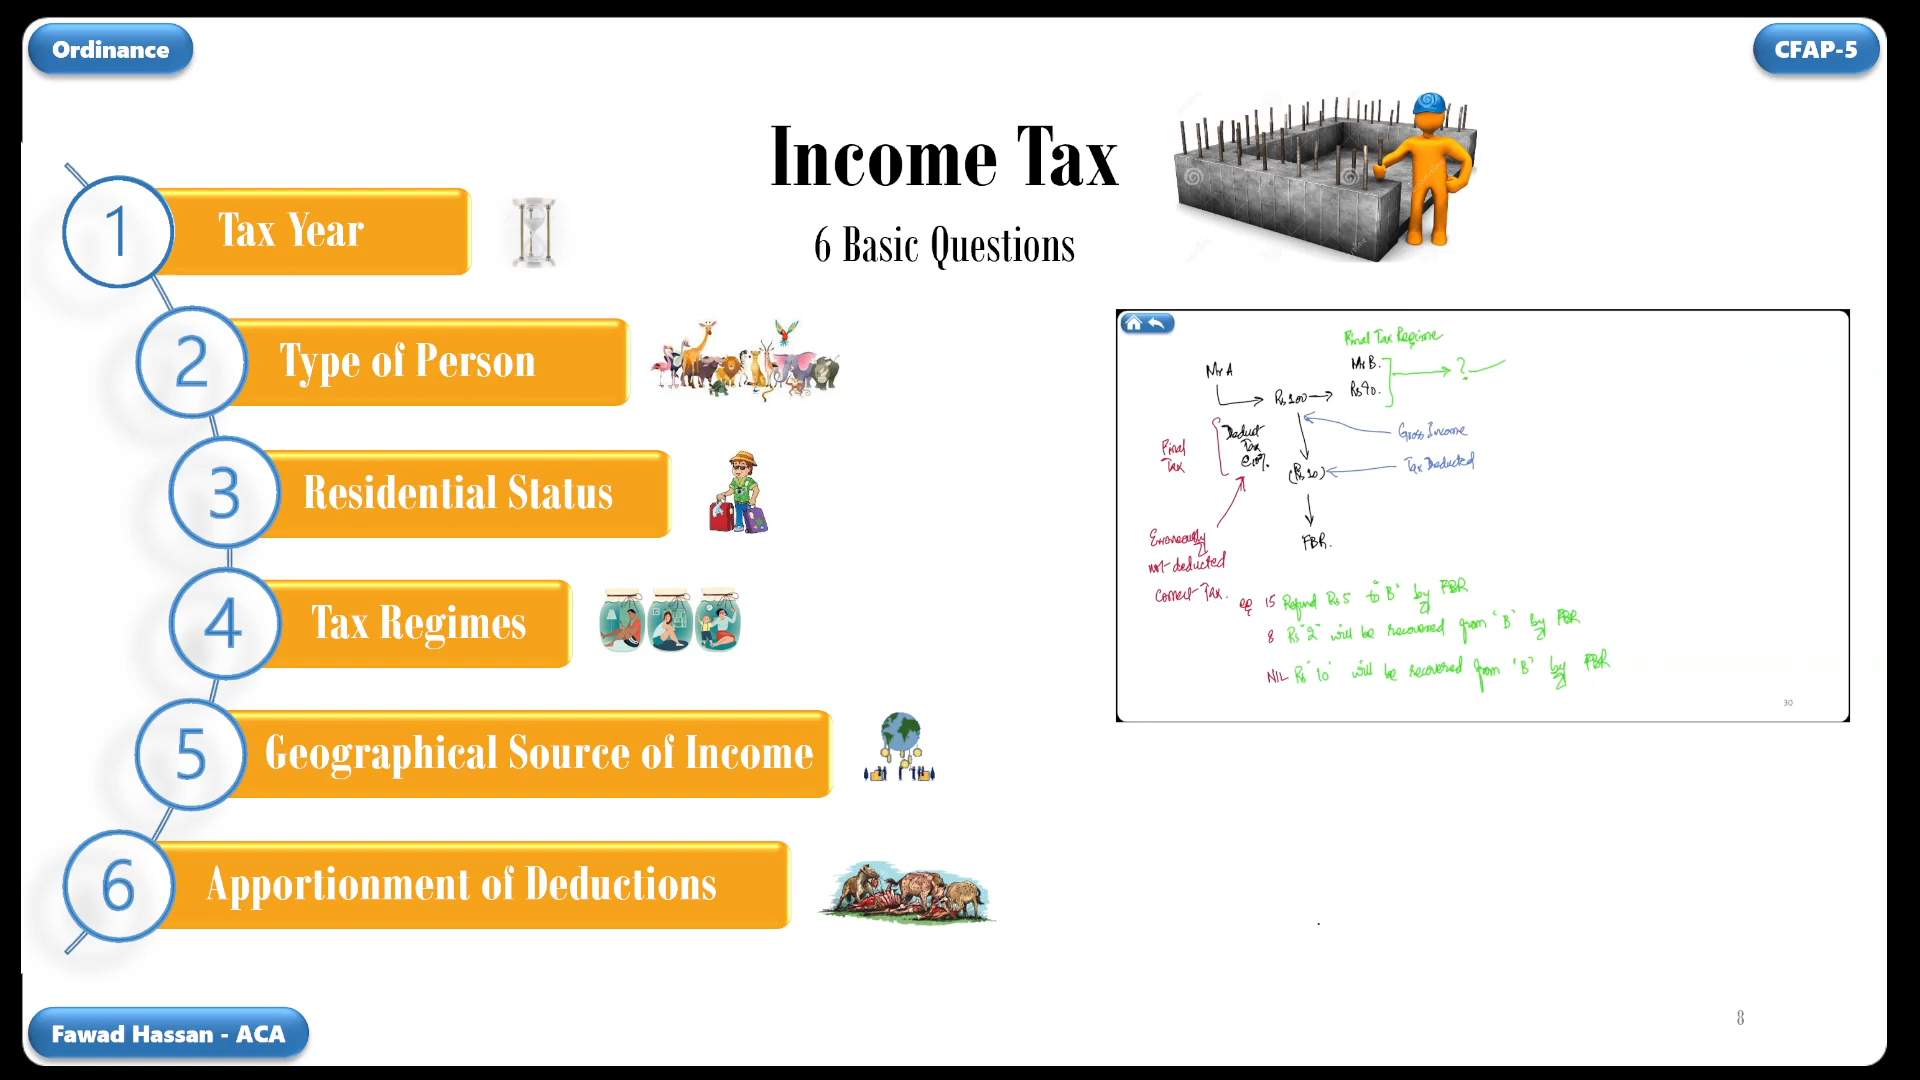 Ordinance
CFAP-5
Income Tax
6 Basic Questions
1 Tax Year
2 Type of Person
3 Residential Status
4 Tax Regimes
5 Geographical Source of Income
6 Apportionment of Deductions
Final Tax Regime
Mr A
Mr B.
Rs 100
Rs 90.
?
Gross Income
Final Tax
Deduct Tax @10%.
Tax Deducted
(Rs 10)
FBR.
Erroneously
not deducted
correct Tax.
eg 15 Refund Rs 5 to "B" by FBR
8 Rs "2" will be recovered from "B" by FBR
NIL Rs "10" will be recovered from "B" by FBR
30
Fawad Hassan - ACA
8